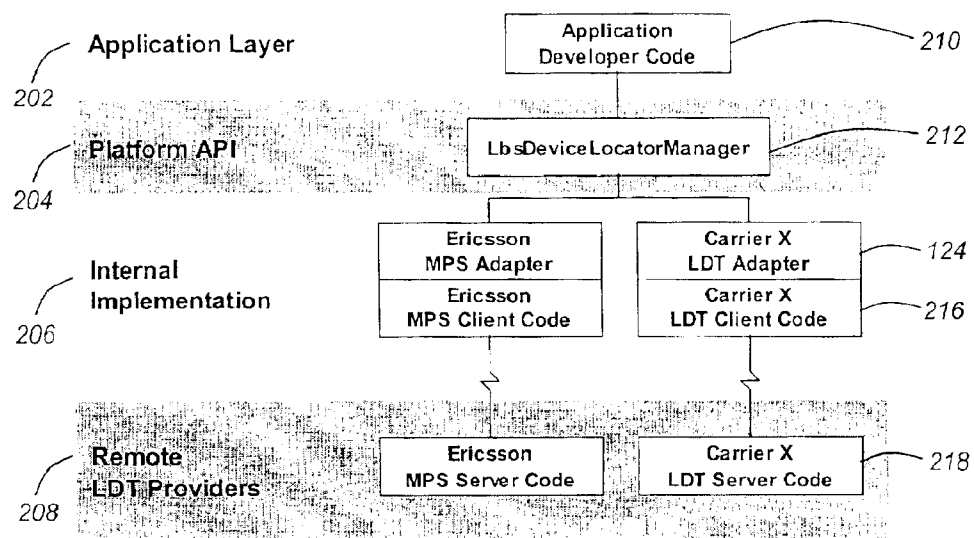 Application Layer
202
Application
Developer Code
210
Platform API
204
LbsDeviceLocatorManager
212
Internal
Implementation
206
Ericsson
MPS Adapter
Carrier X
LDT Adapter
124
Ericsson
MPS Client Code
Carrier X
LDT Client Code
216
Remote
LDT Providers
208
Ericsson
MPS Server Code
Carrier X
LDT Server Code
218